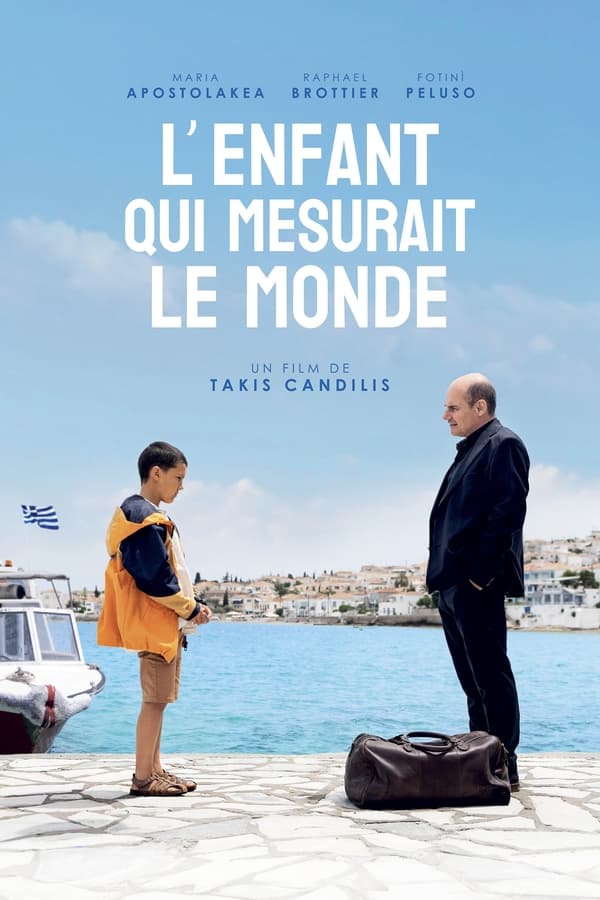 MARIA
APOSTOLAKEA
RAPHAEL
BROTTIER
FOTINÌ
PELUSO
L'ENFANT
QUI MESURAIT
LE MONDE
UN FILM DE
TAKIS CANDILIS